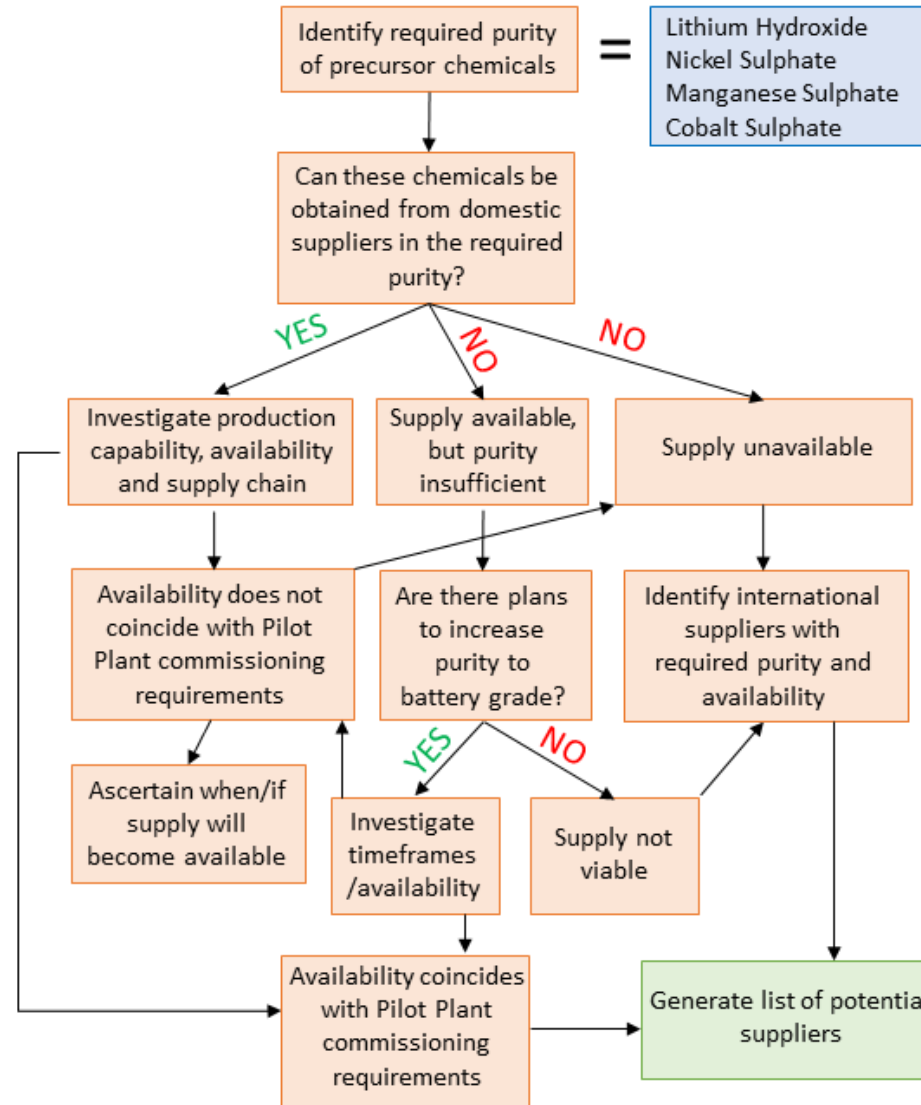 Identify required purity
of precursor chemicals
=
Lithium Hydroxide
Nickel Sulphate
Manganese Sulphate
Cobalt Sulphate
Can these chemicals be
obtained from domestic
suppliers in the required
purity?
YES
NO
NO
Investigate production
capability, availability
and supply chain
Supply available,
but purity
insufficient
Supply unavailable
Availability does not
coincide with Pilot
Plant commissioning
requirements
Are there plans
to increase
purity to
battery grade?
Identify international
suppliers with
required purity and
availability
YES
NO
Ascertain when/if
supply will
become available
Investigate
timeframes
/availability
Supply not
viable
Availability coincides
with Pilot Plant
commissioning
requirements
Generate list of potential
suppliers